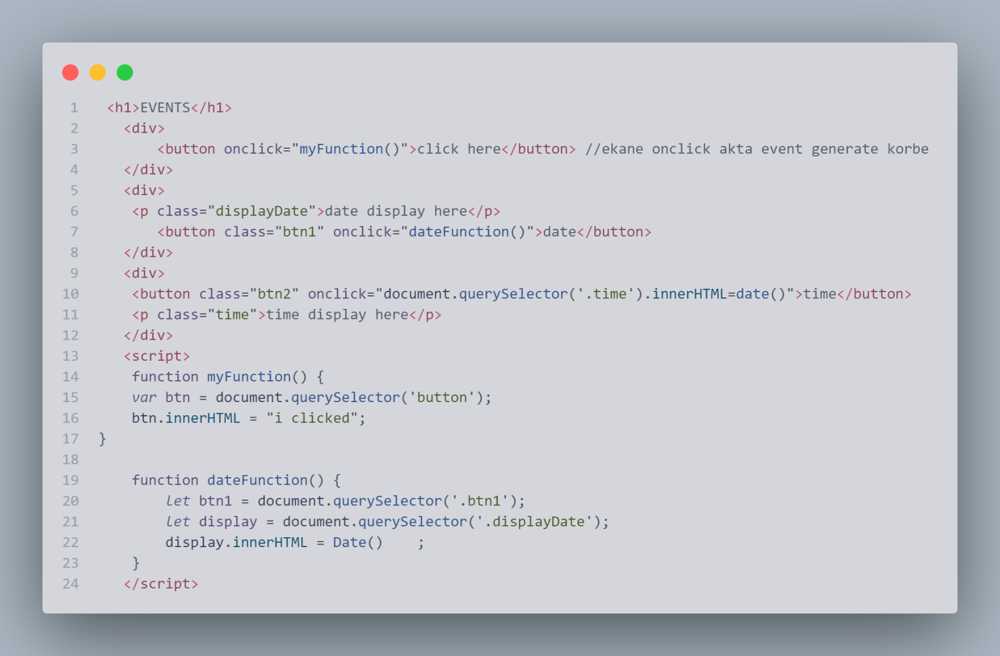 1 <h1>EVENTS</h1>
2 <div>
3 <button onclick="myFunction()">click here</button> //ekane onclick akta event generate korbe
4 </div>
5 <div>
6 <p class="displayDate">date display here</p>
7 <button class="btn1" onclick="dateFunction()">date</button>
8 </div>
9 <div>
10 <button class="btn2" onclick="document.querySelector('.time').innerHTML=date()">time</button>
11 <p class="time">time display here</p>
12 </div>
13 <script>
14 function myFunction() {
15 var btn = document.querySelector('button');
16 btn.innerHTML = "i clicked";
17 }
18
19 function dateFunction() {
20 let btn1 = document.querySelector('.btn1');
21 let display = document.querySelector('.displayDate');
22 display.innerHTML = Date()    ;
23 }
24 </script>